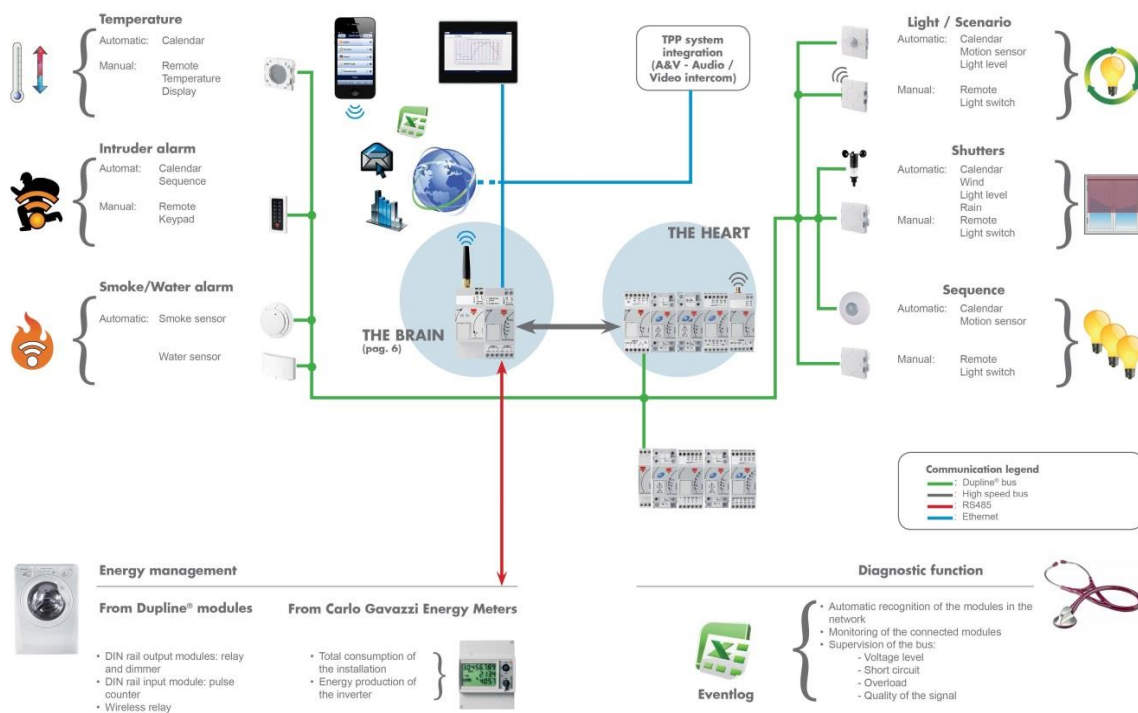 Temperature
Automatic: Calendar
Manual: Remote
Temperature
Display
Intruder alarm
Automat: Calendar
Sequence
Manual: Remote
Keypad
Smoke/Water alarm
Automatic: Smoke sensor
Water sensor
TPP system
integration
(A&V - Audio /
Video intercom)
THE BRAIN
(pag. 6)
THE HEART
Light / Scenario
Automatic: Calendar
Motion sensor
Light level
Manual: Remote
Light switch
Shutters
Automatic: Calendar
Wind
Light level
Rain
Manual: Remote
Light switch
Sequence
Automatic: Calendar
Motion sensor
Manual: Remote
Light switch
Communication legend
: Dupline® bus
: High speed bus
: RS485
: Ethernet
Energy management
From Dupline® modules
• DIN rail output modules: relay
and dimmer
• DIN rail input module: pulse
counter
• Wireless relay
From Carlo Gavazzi Energy Meters
• Total consumption of
the installation
• Energy production of
the inverter
Diagnostic function
Eventlog
• Automatic recognition of the modules in the
network
• Monitoring of the connected modules
• Supervision of the bus:
- Voltage level
- Short circuit
- Overload
- Quality of the signal